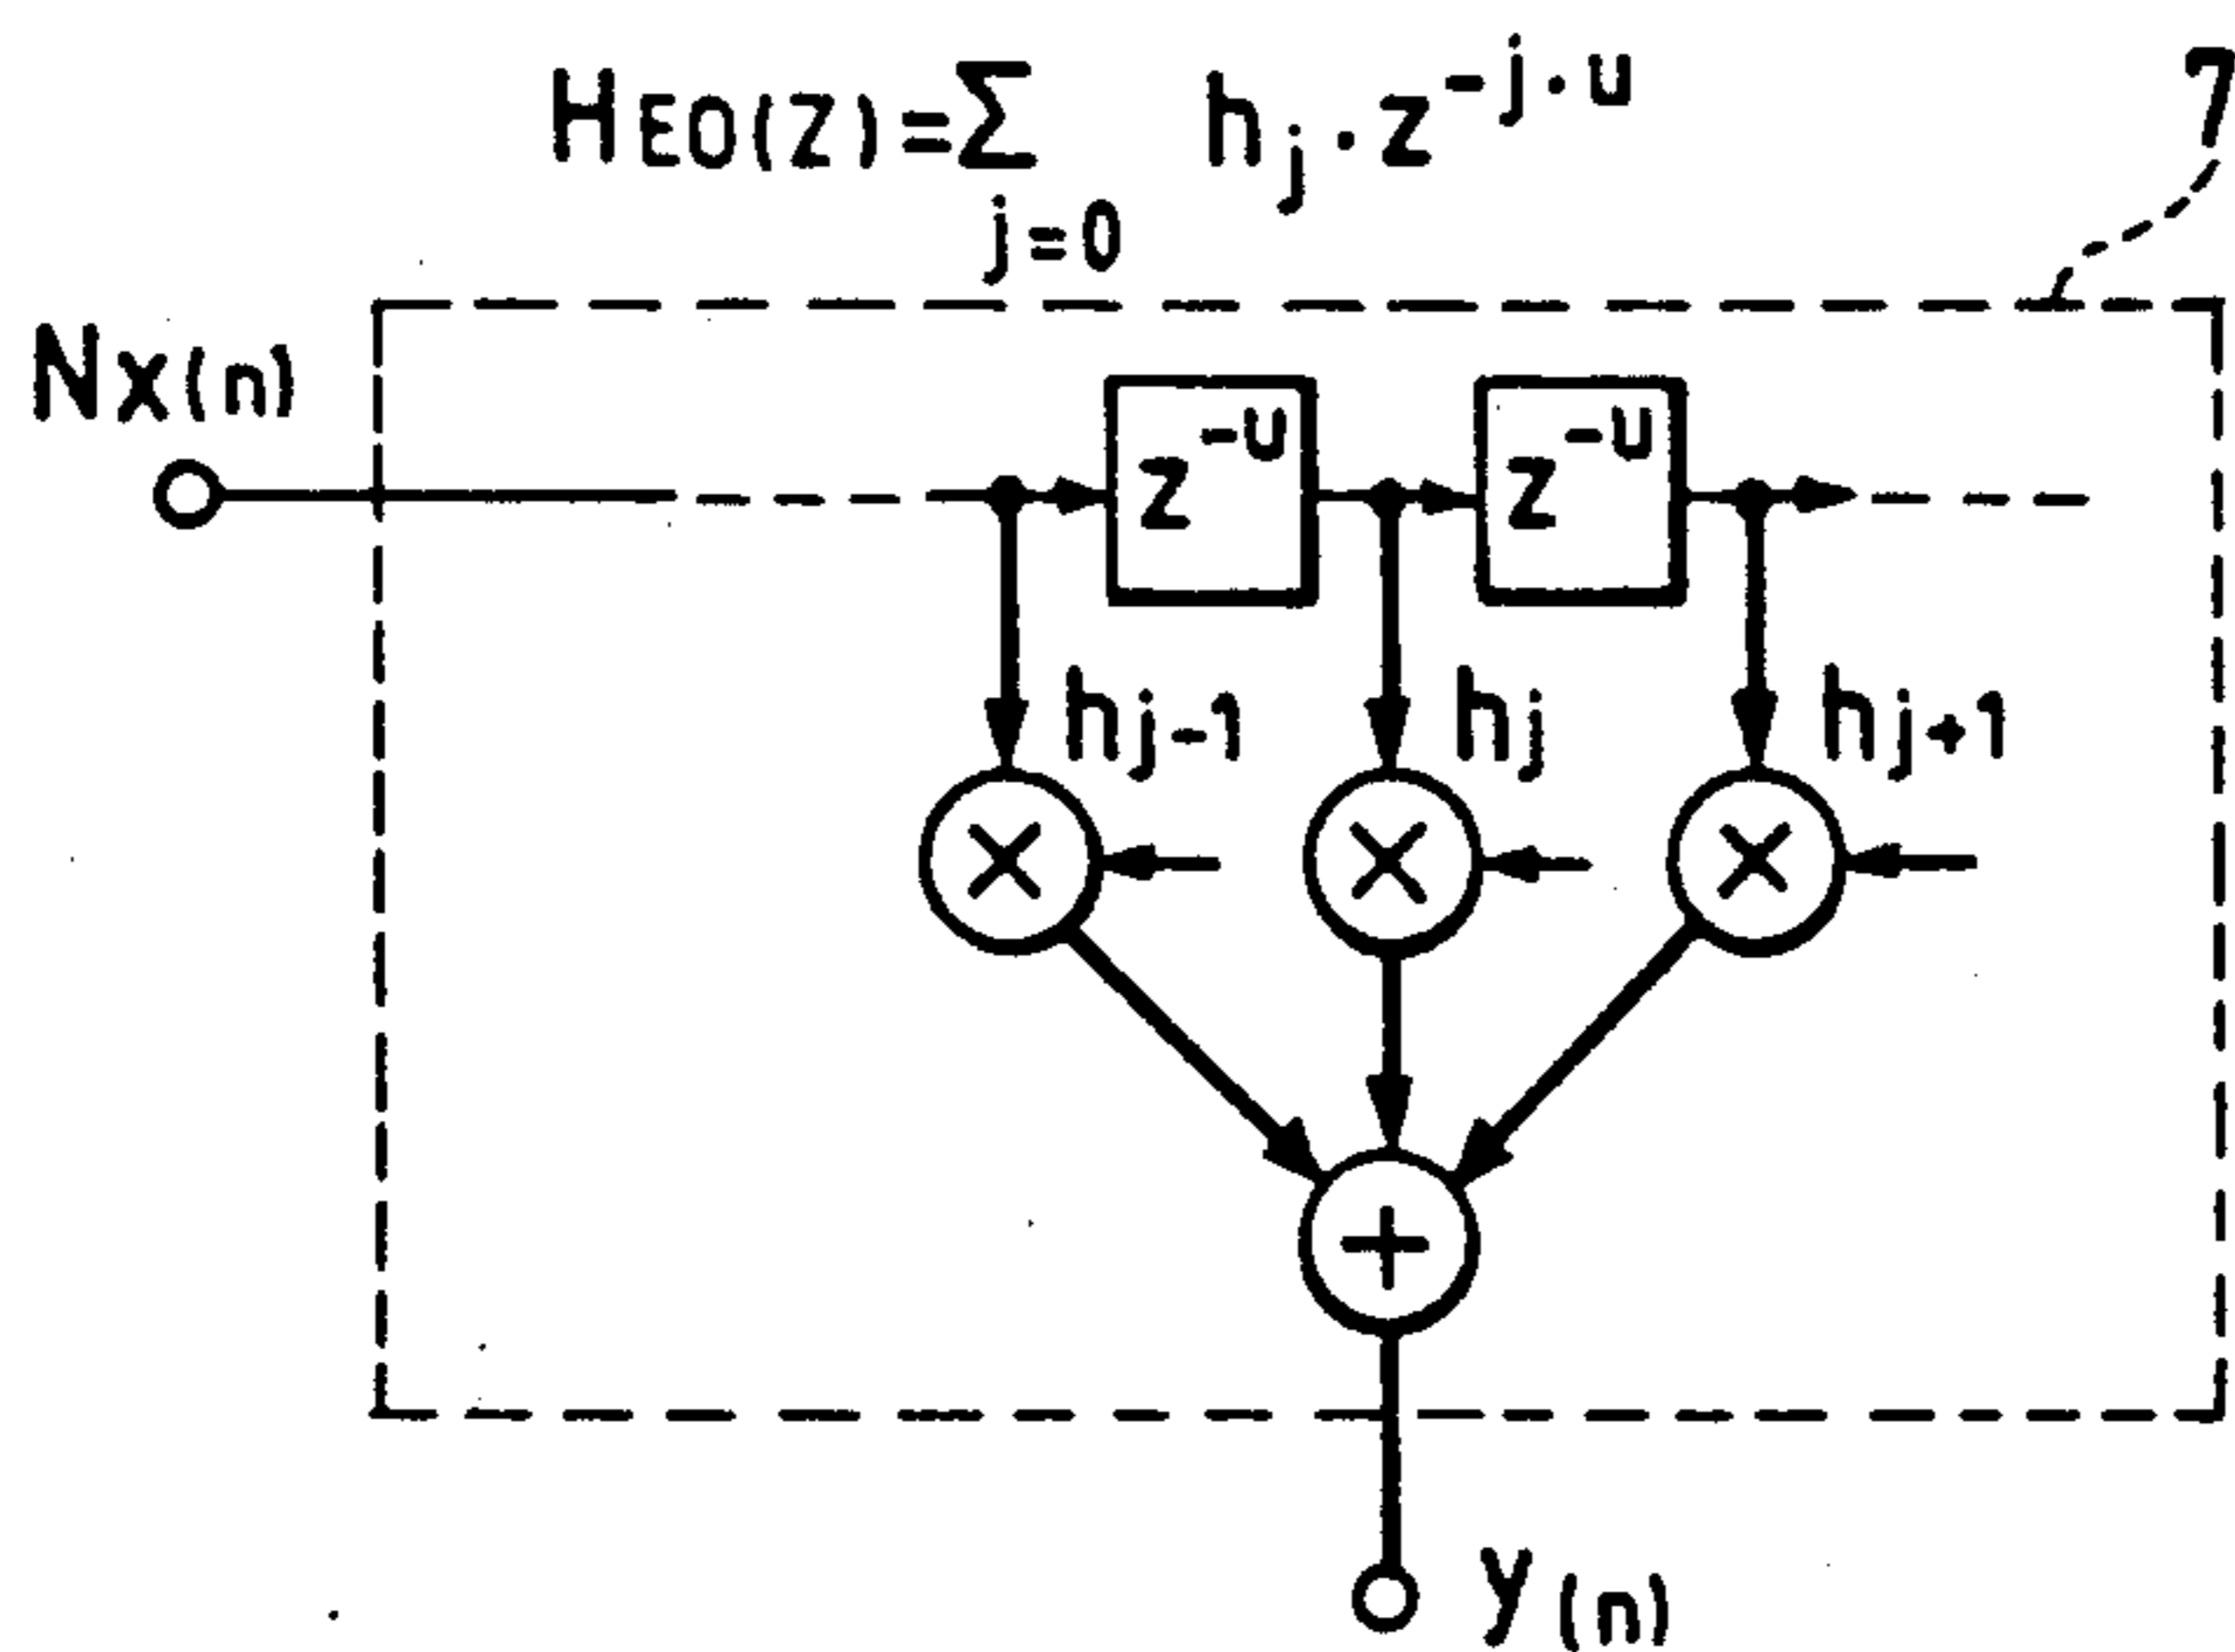 HEO(Z)=∑ hj·z-j·u
j=0
7
Nx(n)
z-u z-u
hj-1 hj hj+1
× × ×
+
y(n)